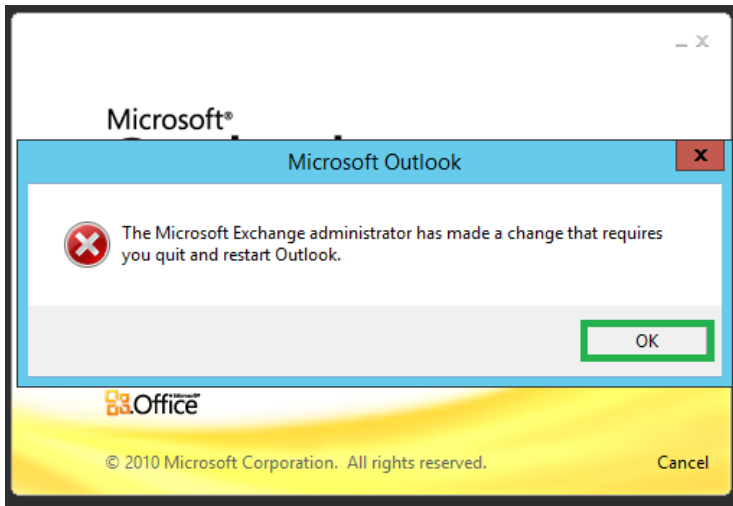 Microsoft®
Microsoft Outlook
x
The Microsoft Exchange administrator has made a change that requires
you quit and restart Outlook.
OK
Office
© 2010 Microsoft Corporation. All rights reserved.
Cancel